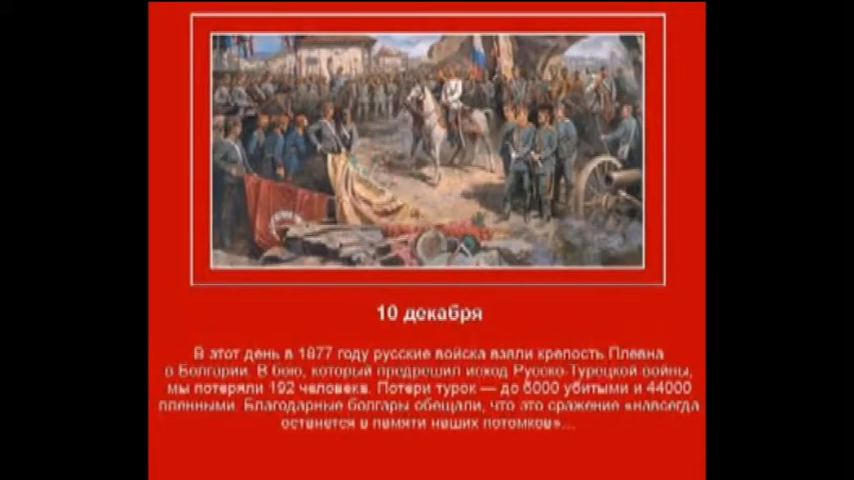 10 декабря
В этот день в 1877 году русские войска взяли крепость Плевна
в Болгарии. В бою, который предрешил исход Русско-Турецкой войны,
мы потеряли 192 человека. Потери турок — до 6000 убитыми и 44000
пленными. Благодарные болгары обещали, что это сражение «навсегда
останется в памяти наших потомков»...